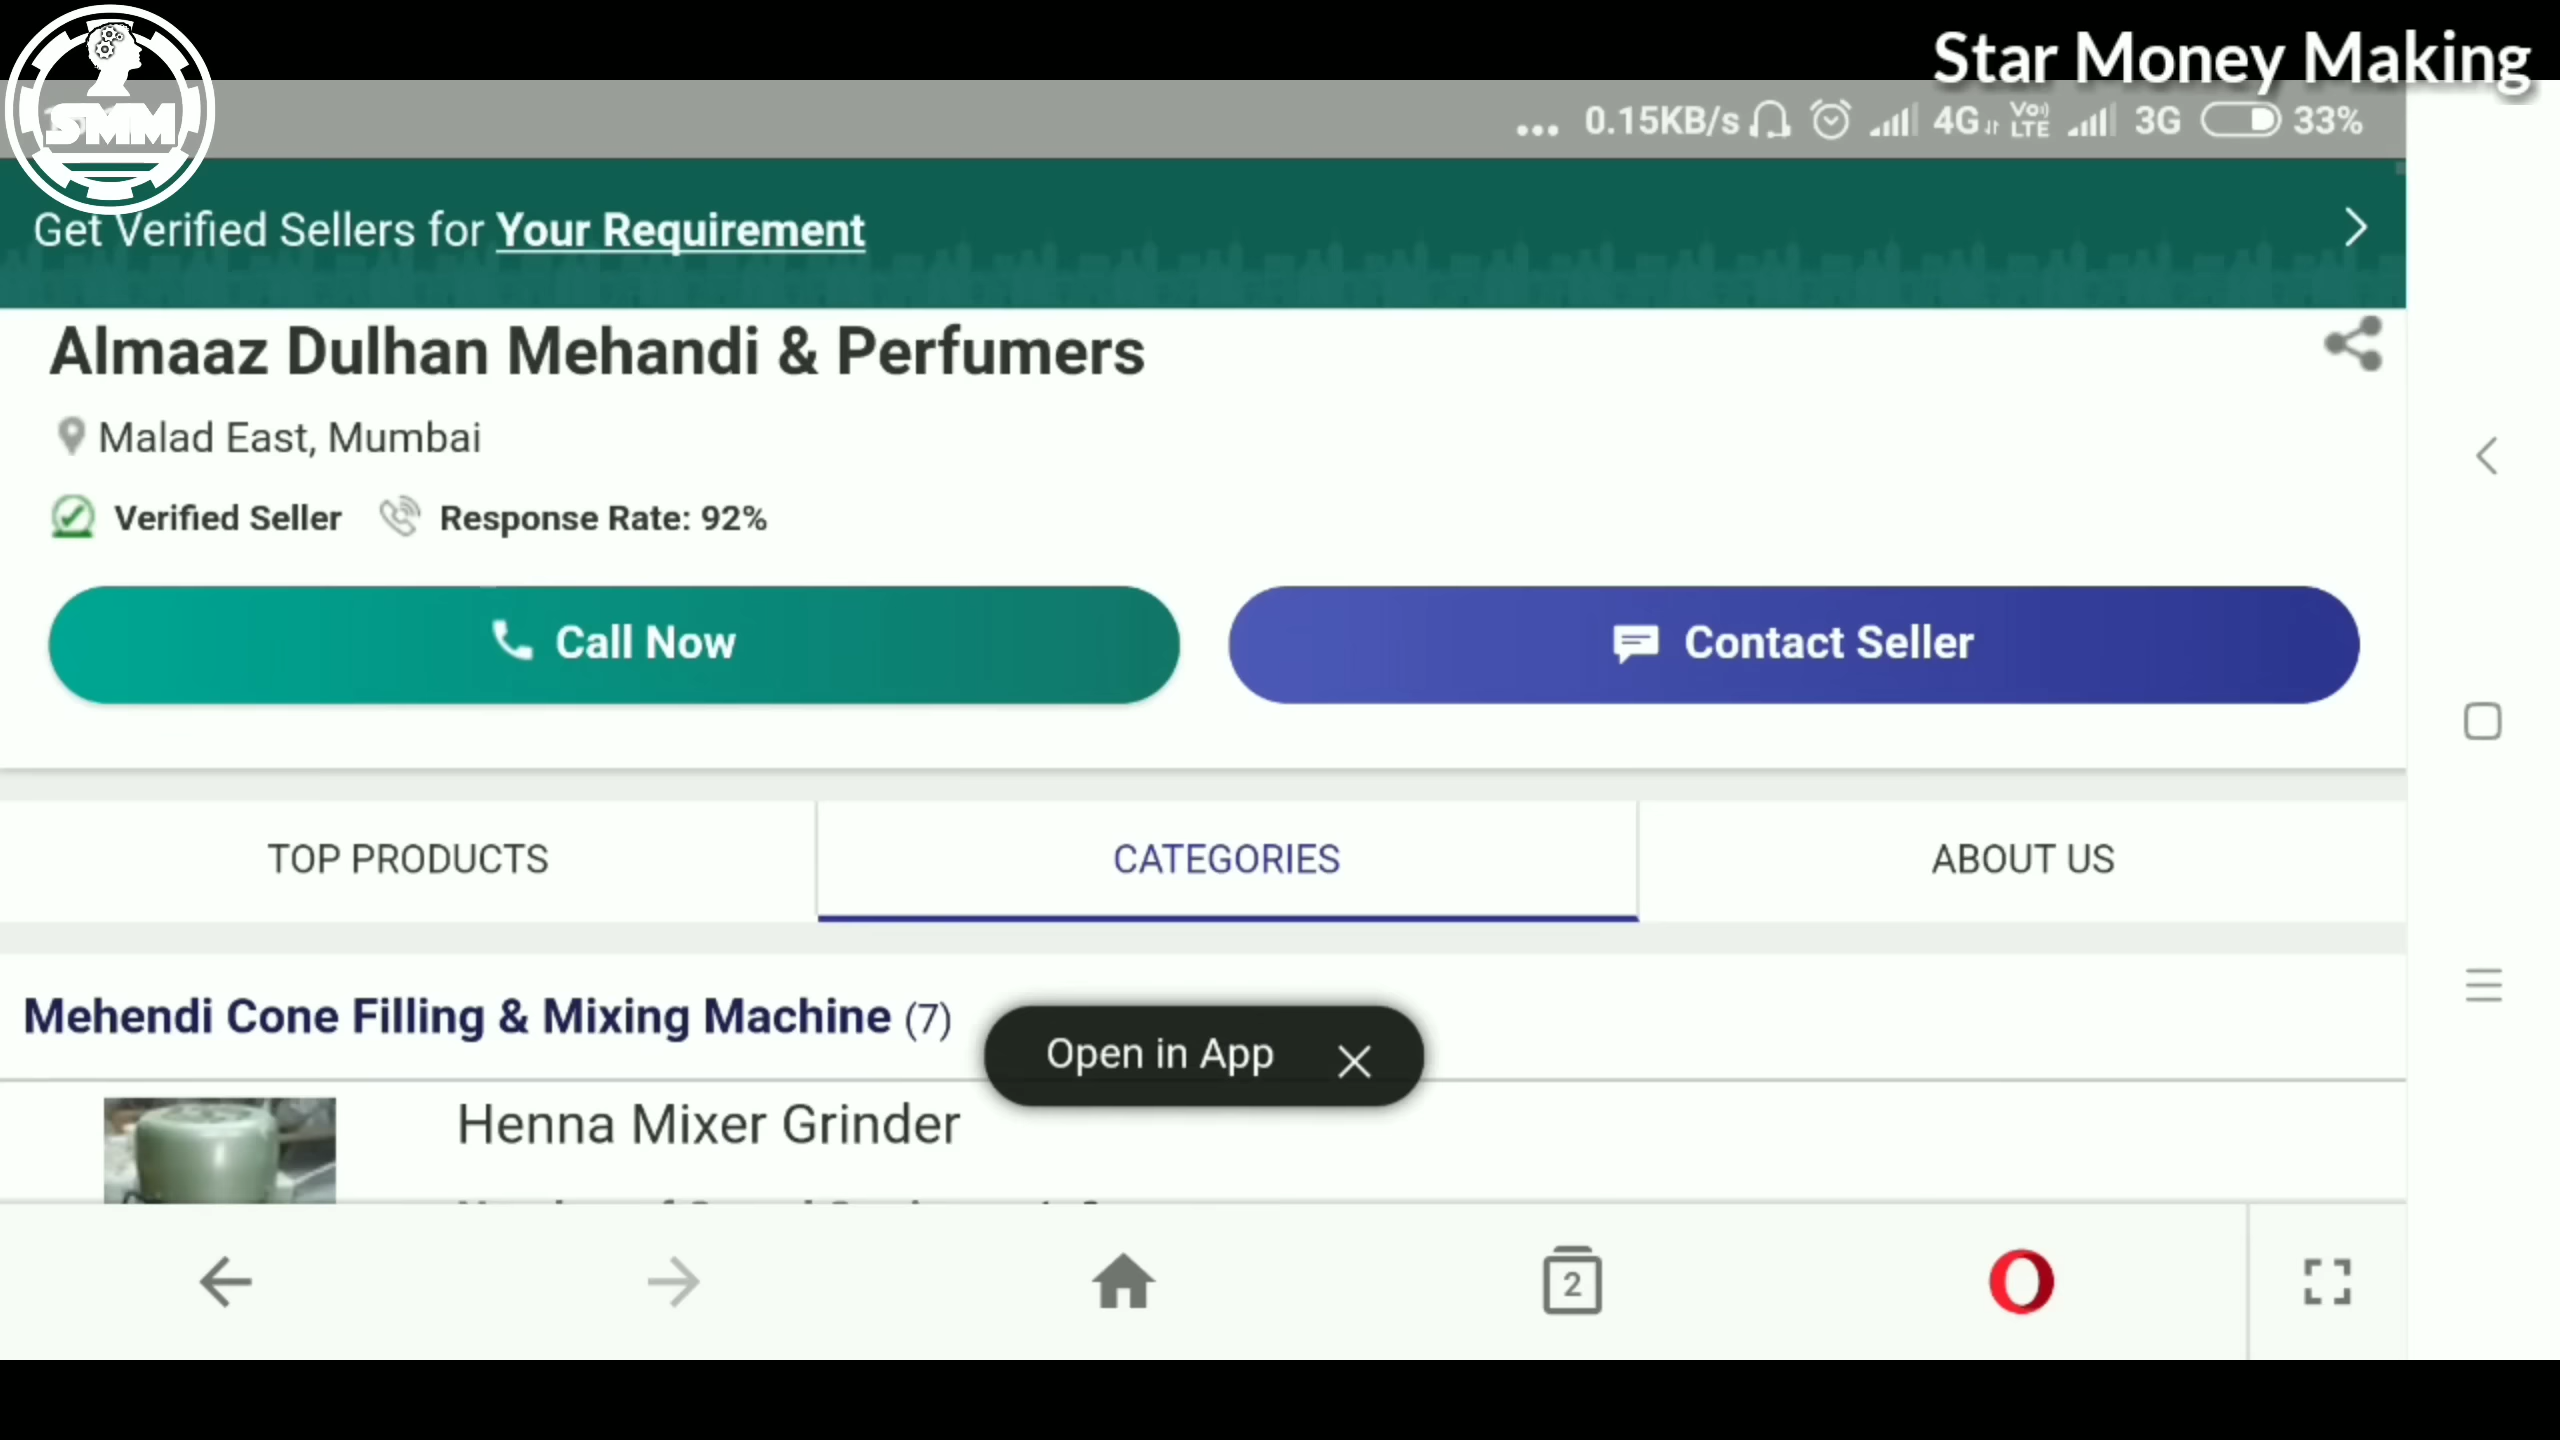 Star Money Making
SMM
0.15KB/s 4G Vo) LTE 3G 33%
Get Verified Sellers for Your Requirement
Almaaz Dulhan Mehandi & Perfumers
Malad East, Mumbai
Verified Seller Response Rate: 92%
Call Now
Contact Seller
TOP PRODUCTS
CATEGORIES
ABOUT US
Mehendi Cone Filling & Mixing Machine (7)
Open in App
Henna Mixer Grinder
2